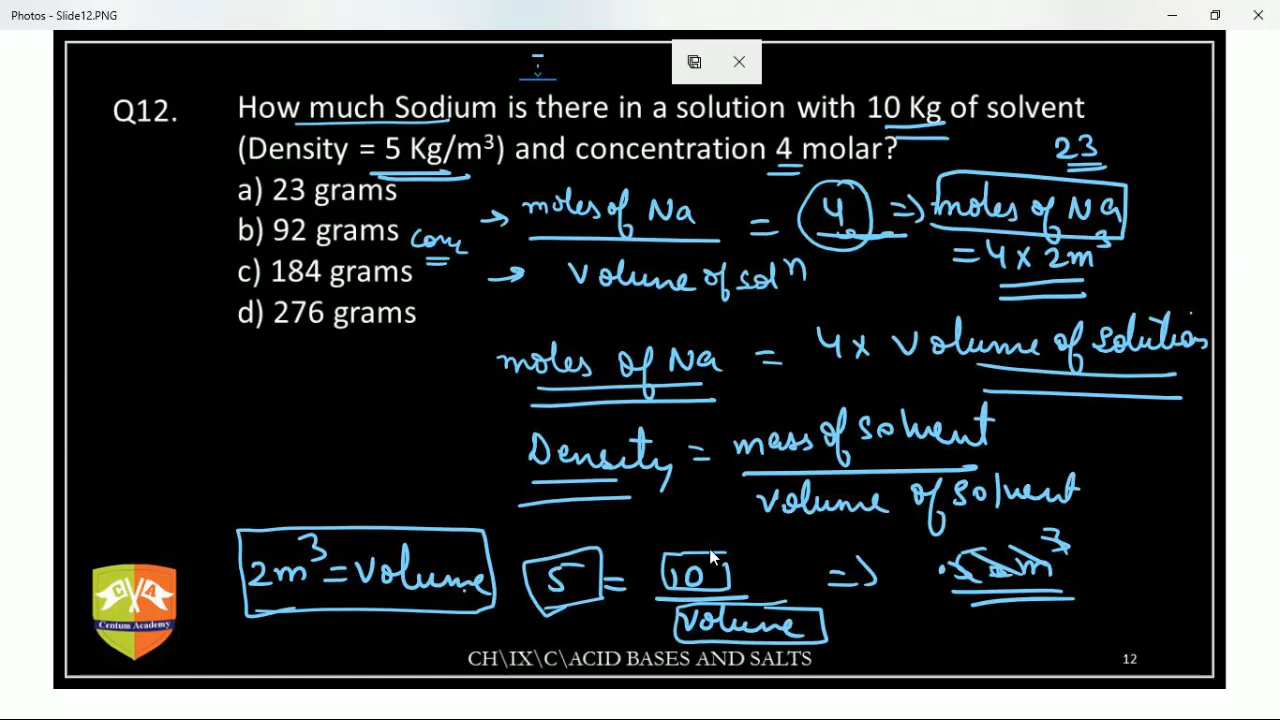 Photos - Slide12.PNG
Q12. How much Sodium is there in a solution with 10 Kg of solvent
(Density = 5 Kg/m³) and concentration 4 molar?
23
a) 23 grams
b) 92 grams
c) 184 grams
d) 276 grams
conc
→ moles of Na = 4 => moles of Na
→ volume of solⁿ
= 4 x 2m³
moles of Na = 4x volume of solution
Density = mass of solvent
volume of solvent
2m³ = volume
5 = 10 =>
volume
CVA
Centum Academy
CH\IX\C\ACID BASES AND SALTS
12